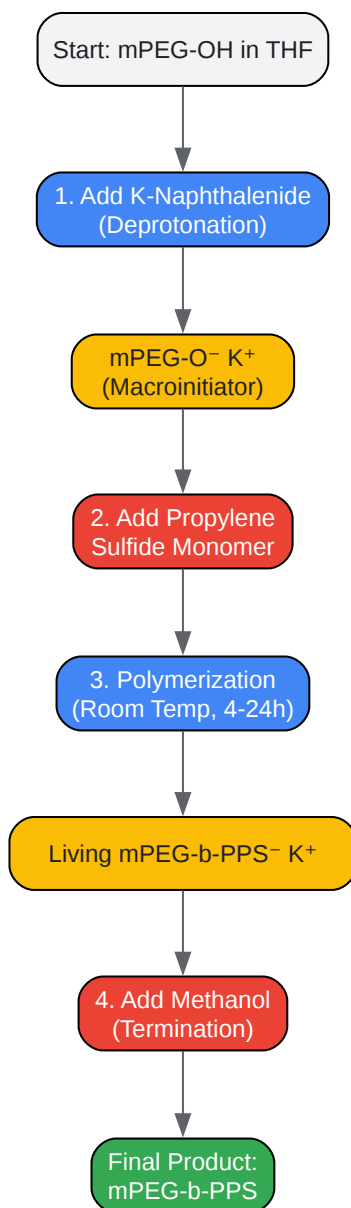 Start: mPEG-OH in THF
1. Add K-Naphthalenide
(Deprotonation)
mPEG-O⁻ K⁺
(Macroinitiator)
2. Add Propylene
Sulfide Monomer
3. Polymerization
(Room Temp, 4-24h)
Living mPEG-b-PPS⁻ K⁺
4. Add Methanol
(Termination)
Final Product:
mPEG-b-PPS